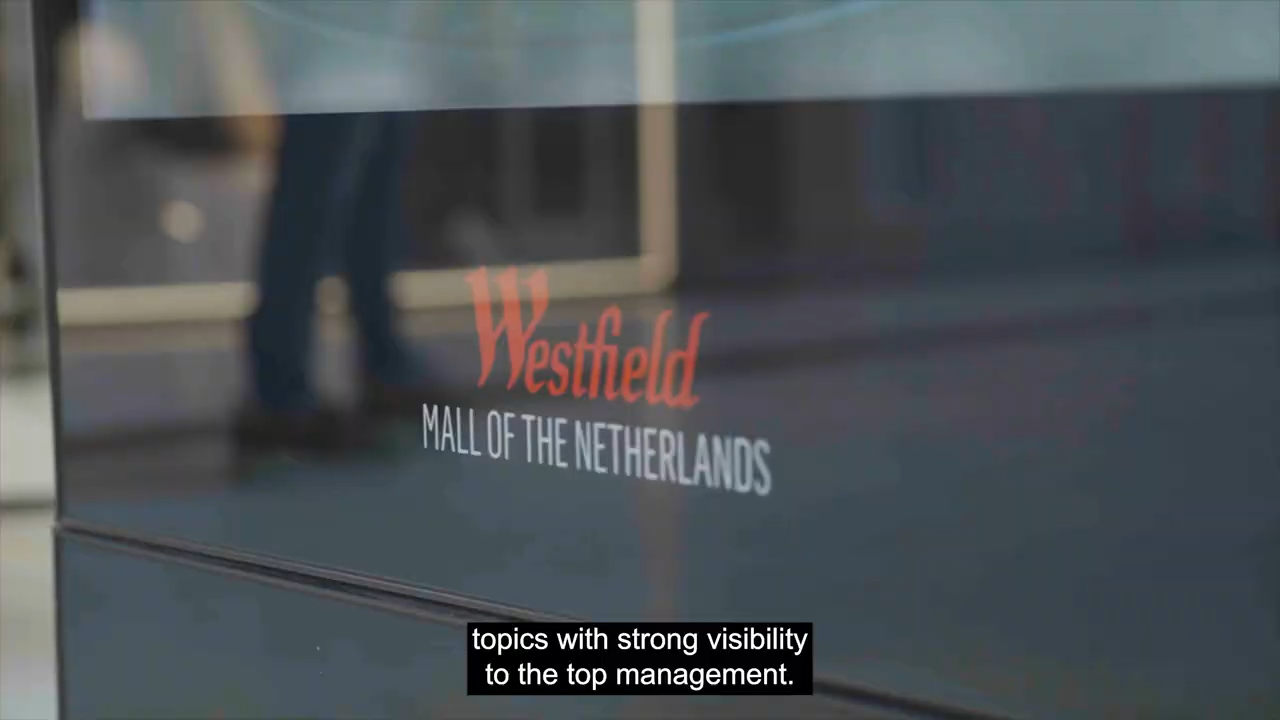 Westfield
MALL OF THE NETHERLANDS
topics with strong visibility
to the top management.